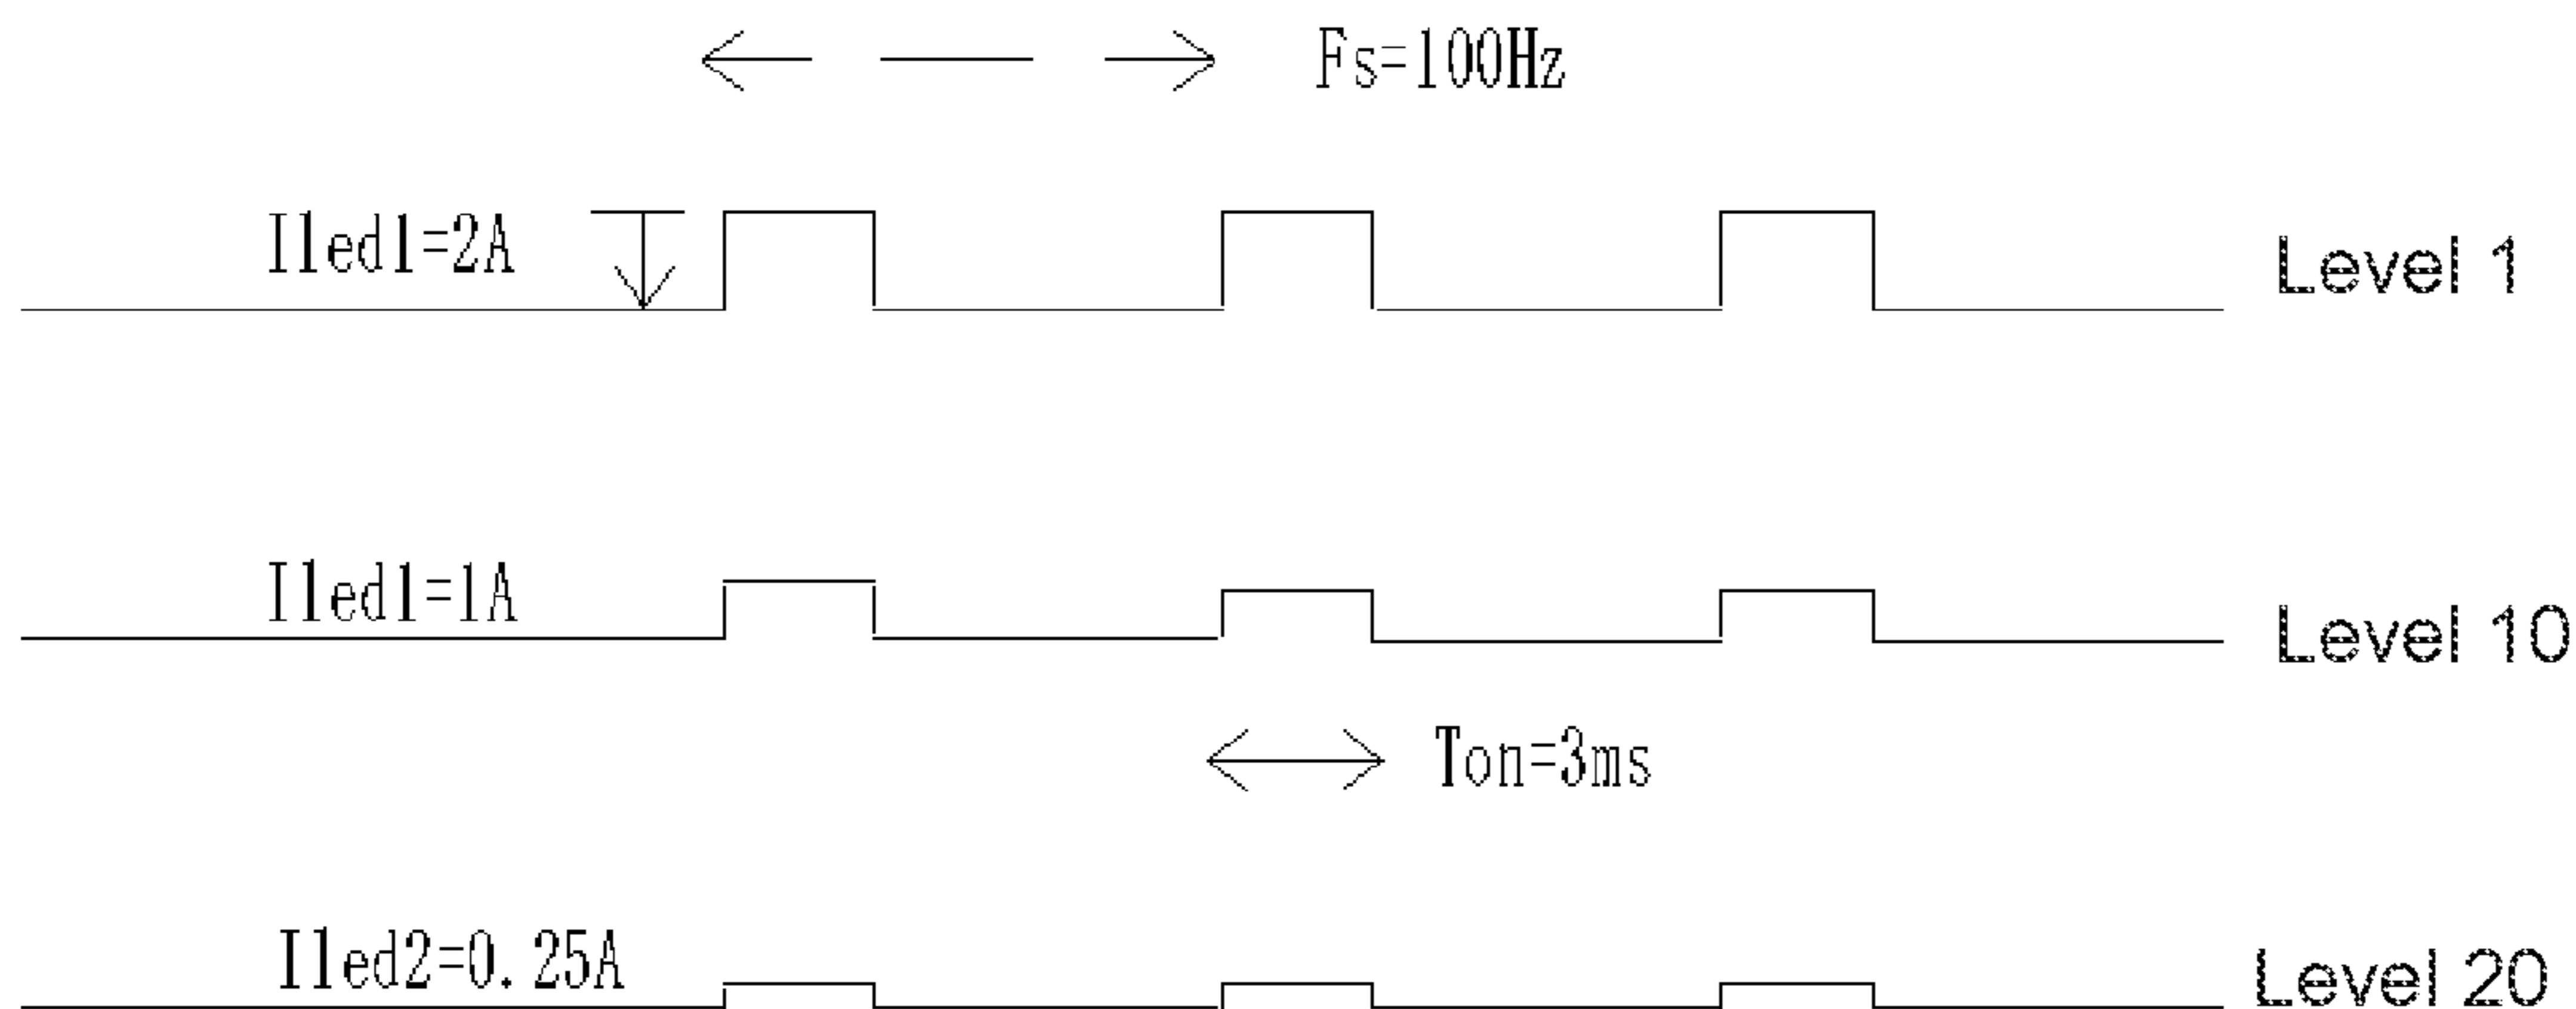 Fs=100Hz
Iled1=2A
Level 1
Iled1=1A
Level 10
Ton=3ms
Iled2=0.25A
Level 20